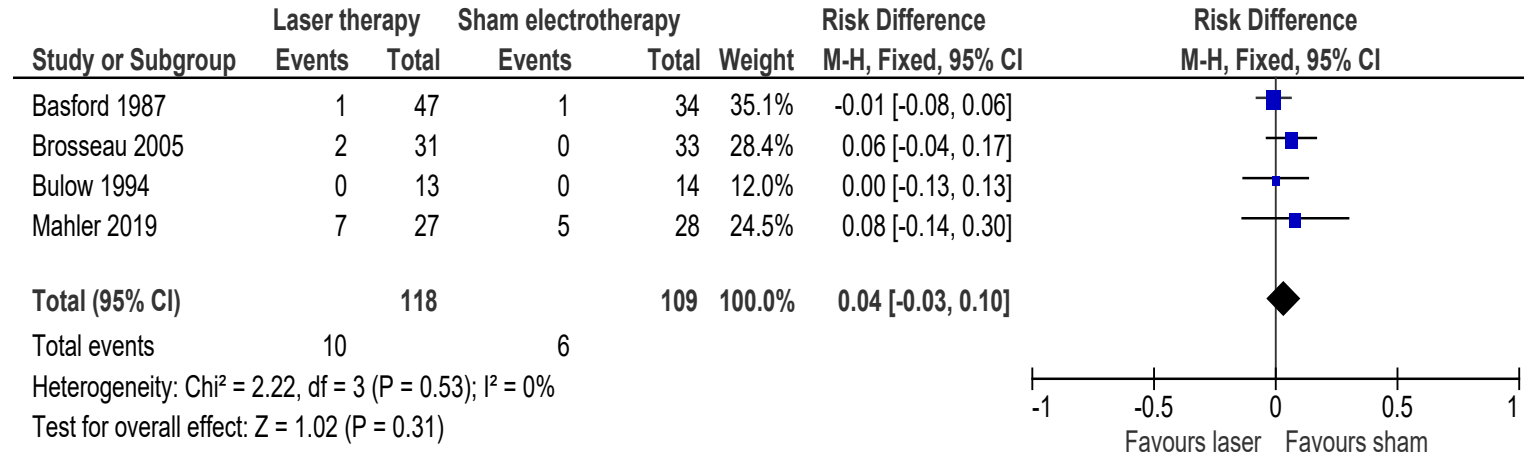 Laser therapy Sham electrotherapy Risk Difference Risk Difference
Study or Subgroup Events Total Events Total Weight M-H, Fixed, 95% CI M-H, Fixed, 95% CI
Basford 1987 1 47 1 34 35.1% -0.01 [-0.08, 0.06]
Brosseau 2005 2 31 0 33 28.4% 0.06 [-0.04, 0.17]
Bulow 1994 0 13 0 14 12.0% 0.00 [-0.13, 0.13]
Mahler 2019 7 27 5 28 24.5% 0.08 [-0.14, 0.30]
Total (95% CI) 118 109 100.0% 0.04 [-0.03, 0.10]
Total events 10 6
Heterogeneity: Chi² = 2.22, df = 3 (P = 0.53); I² = 0%
Test for overall effect: Z = 1.02 (P = 0.31)
-1 -0.5 0 0.5 1
Favours laser Favours sham